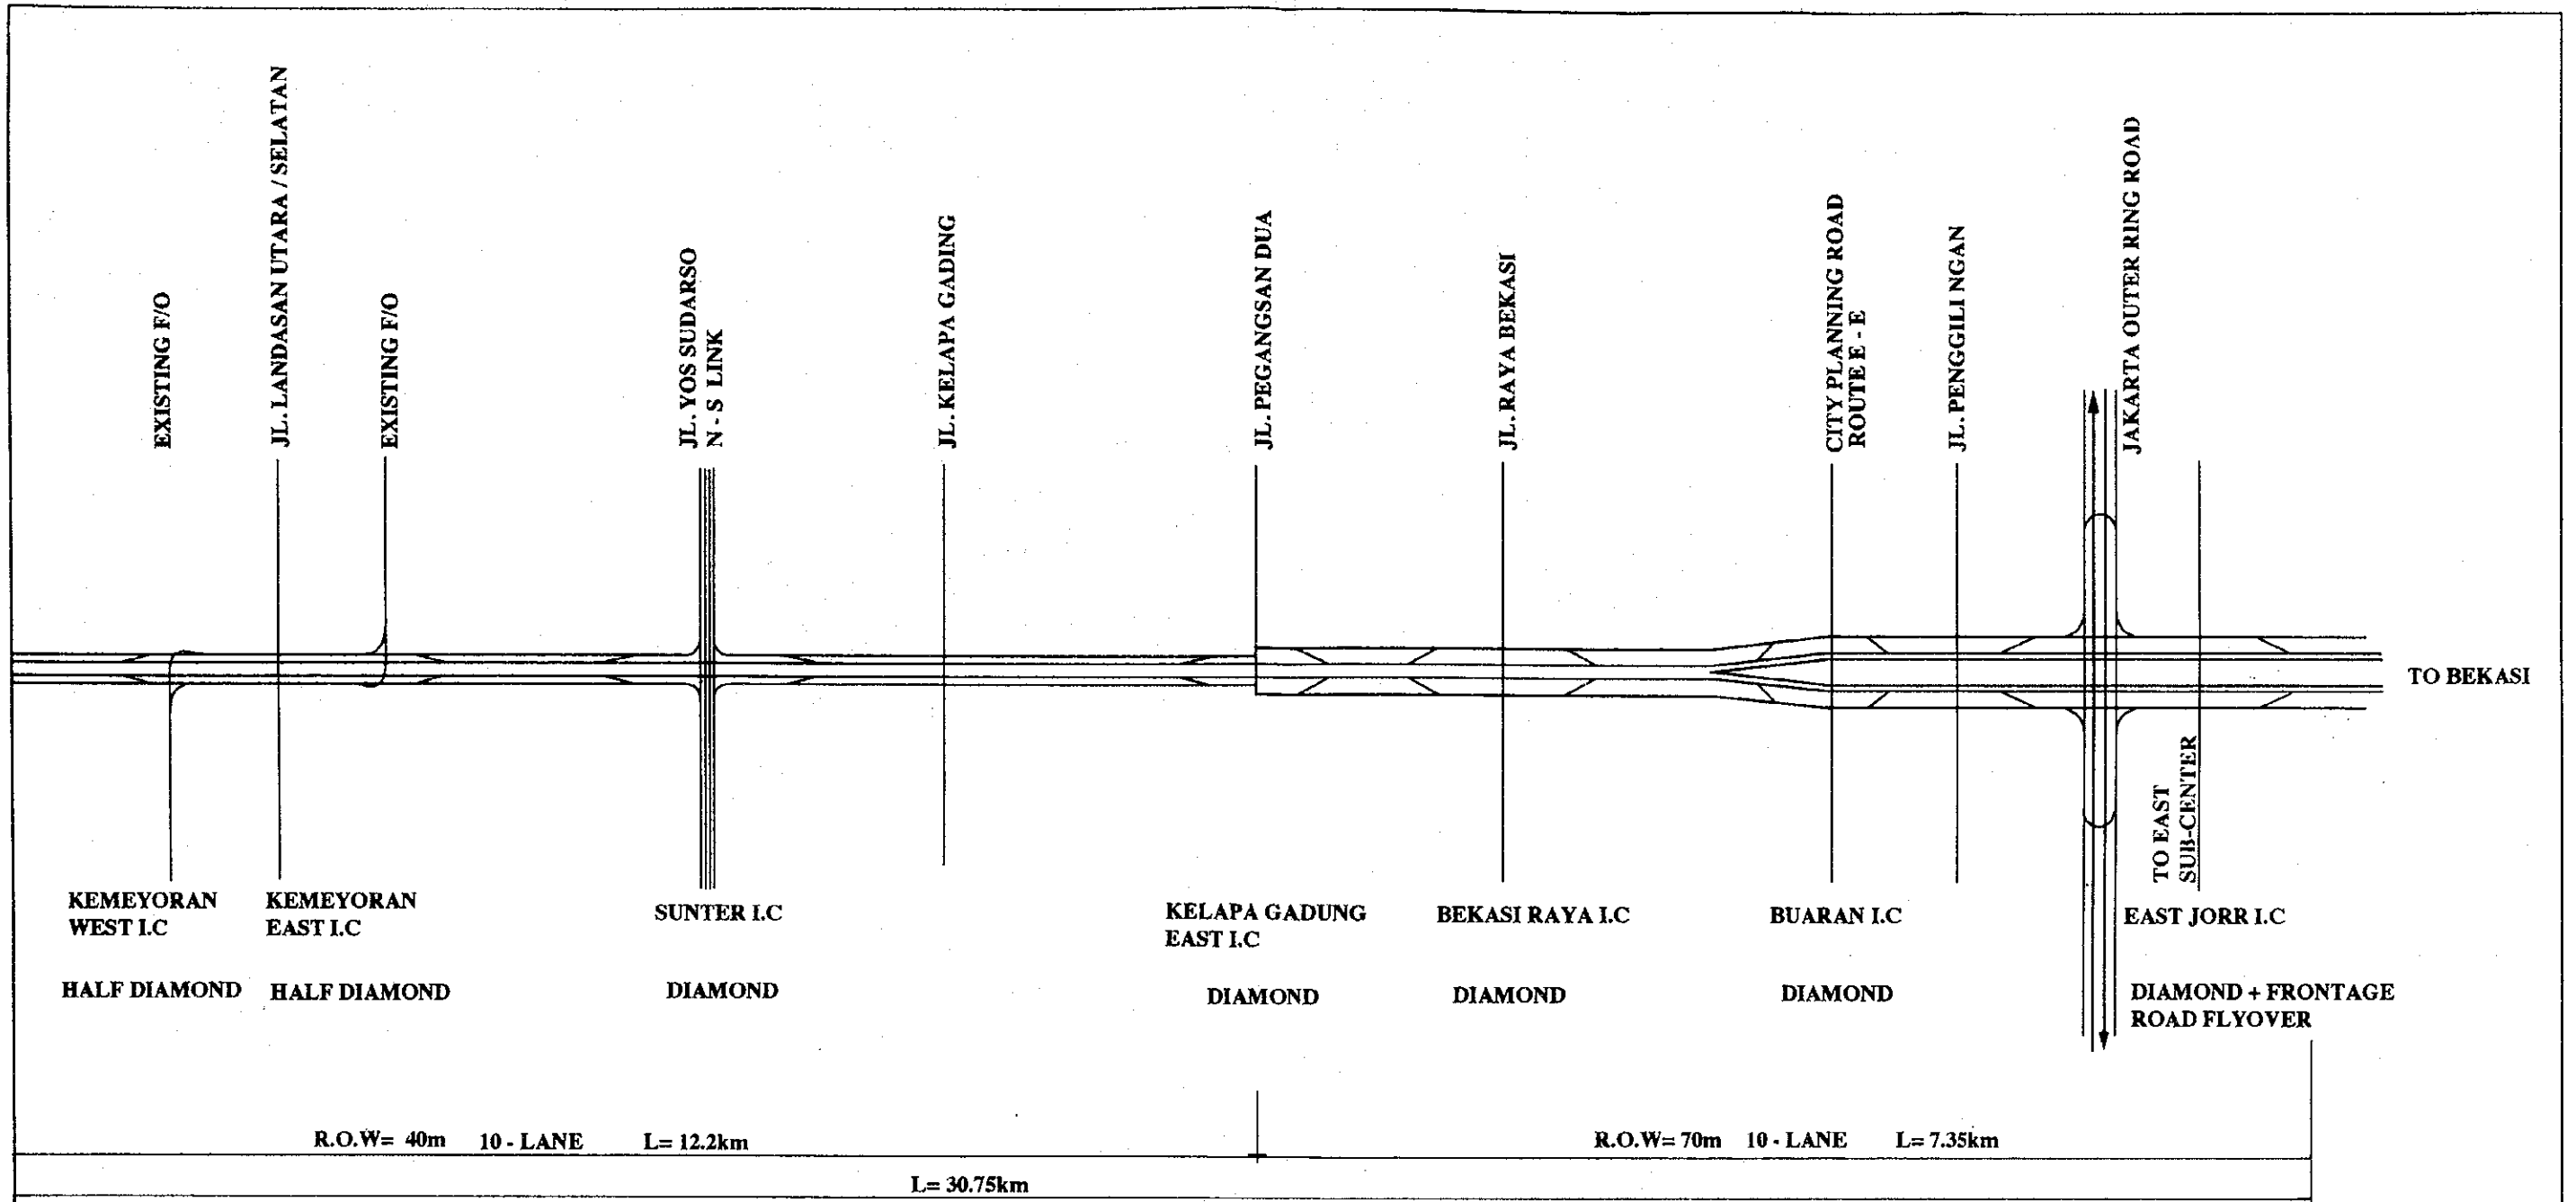 EXISTING F/O
JL. LANDASAN UTARA / SELATAN
EXISTING F/O
JL. YOS SUDARSO
N - S LINK
JL. KELAPA GADING
JL. PEGANGSAN DUA
JL. RAYA BEKASI
CITY PLANNING ROAD
ROUTE E - E
JL. PENGGILI NGAN
JAKARTA OUTER RING ROAD
TO BEKASI
TO EAST
SUB-CENTER
KEMEYORAN
WEST I.C
KEMEYORAN
EAST I.C
SUNTER I.C
KELAPA GADUNG
EAST I.C
BEKASI RAYA I.C
BUARAN I.C
EAST JORR I.C
HALF DIAMOND
HALF DIAMOND
DIAMOND
DIAMOND
DIAMOND
DIAMOND
DIAMOND + FRONTAGE
ROAD FLYOVER
R.O.W= 40m 10 - LANE L= 12.2km
R.O.W= 70m 10 - LANE L= 7.35km
L= 30.75km